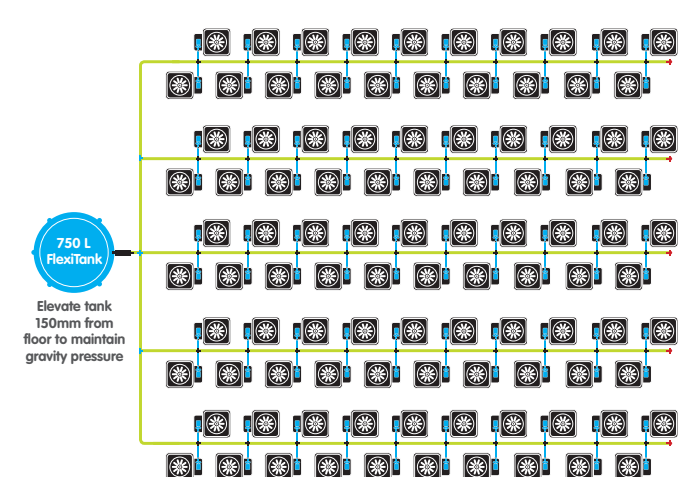 750 L
FlexiTank
Elevate tank
150mm from
floor to maintain
gravity pressure